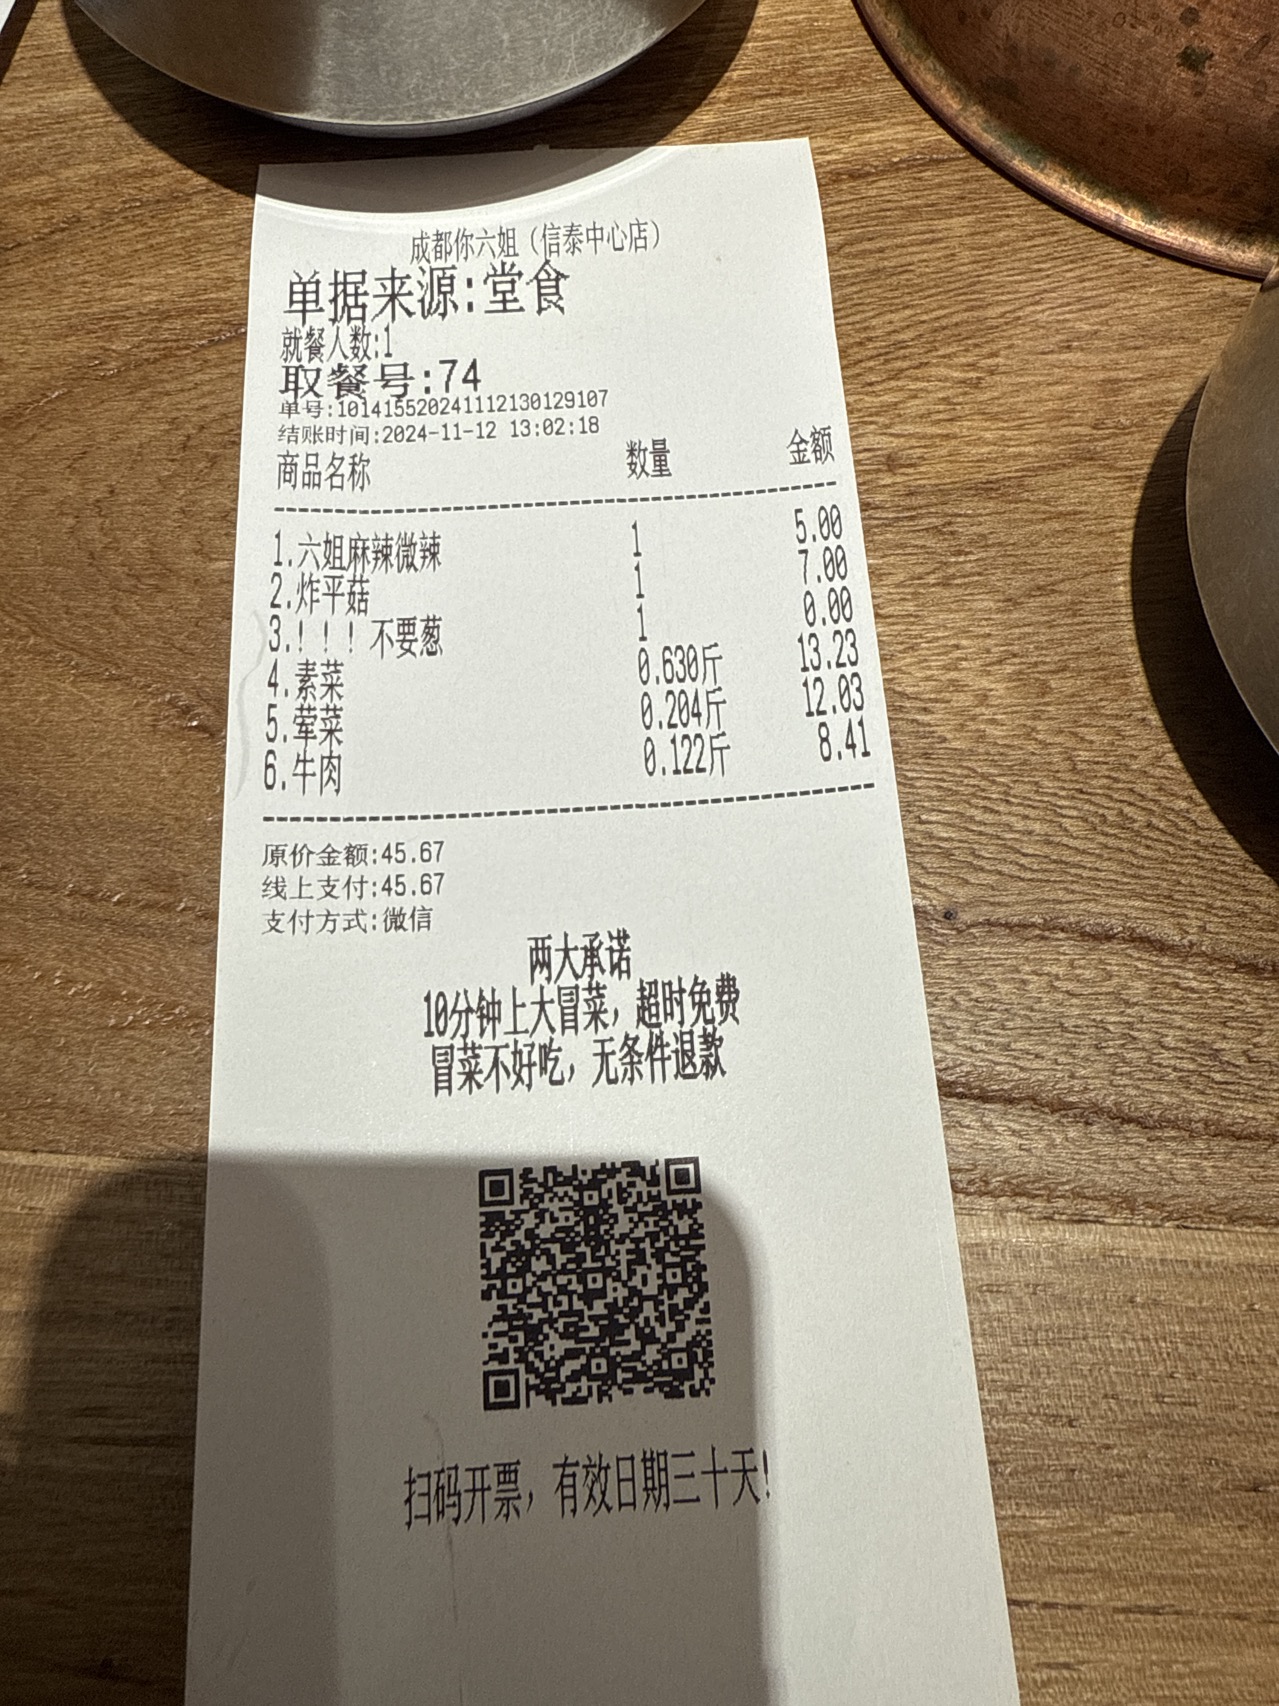 成都你六姐（信泰中心店）
单据来源:堂食
就餐人数:1
取餐号:74
单号:101415520241112130129107
结账时间:2024-11-12 13:02:18
商品名称 数量 金额
1.六姐麻辣微辣 1 5.00
2.炸平菇 1 7.00
3.！！！不要葱 1 0.00
4.素菜 0.630斤 13.23
5.荤菜 0.204斤 12.03
6.牛肉 0.122斤 8.41
原价金额:45.67
线上支付:45.67
支付方式:微信
两大承诺
10分钟上大冒菜，超时免费
冒菜不好吃，无条件退款
扫码开票，有效日期三十天!